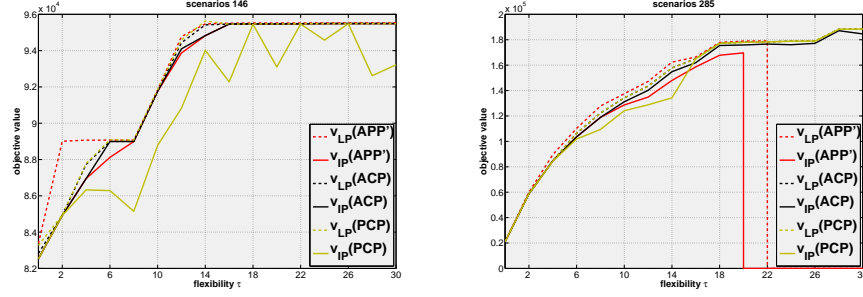 scenarios 146
x 10^4
9.6
9.4
9.2
9
8.8
8.6
8.4
8.2
2
6
10
14
18
22
26
30
objective value
flexibility τ
v_LP(APP')
v_IP(APP')
v_LP(ACP)
v_IP(ACP)
v_LP(PCP)
v_IP(PCP)
scenarios 285
x 10^5
2
1.8
1.6
1.4
1.2
1
0.8
0.6
0.4
0.2
0
2
6
10
14
18
22
26
30
objective value
flexibility τ
v_LP(APP')
v_IP(APP')
v_LP(ACP)
v_IP(ACP)
v_LP(PCP)
v_IP(PCP)